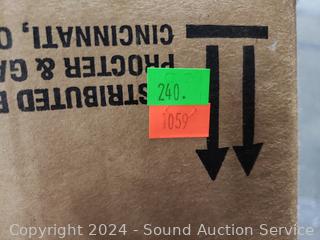 STRIBUTED
PROCTER & GA
CINCINNATI, O
240.
1059
Copyright 2024 - Sound Auction Service